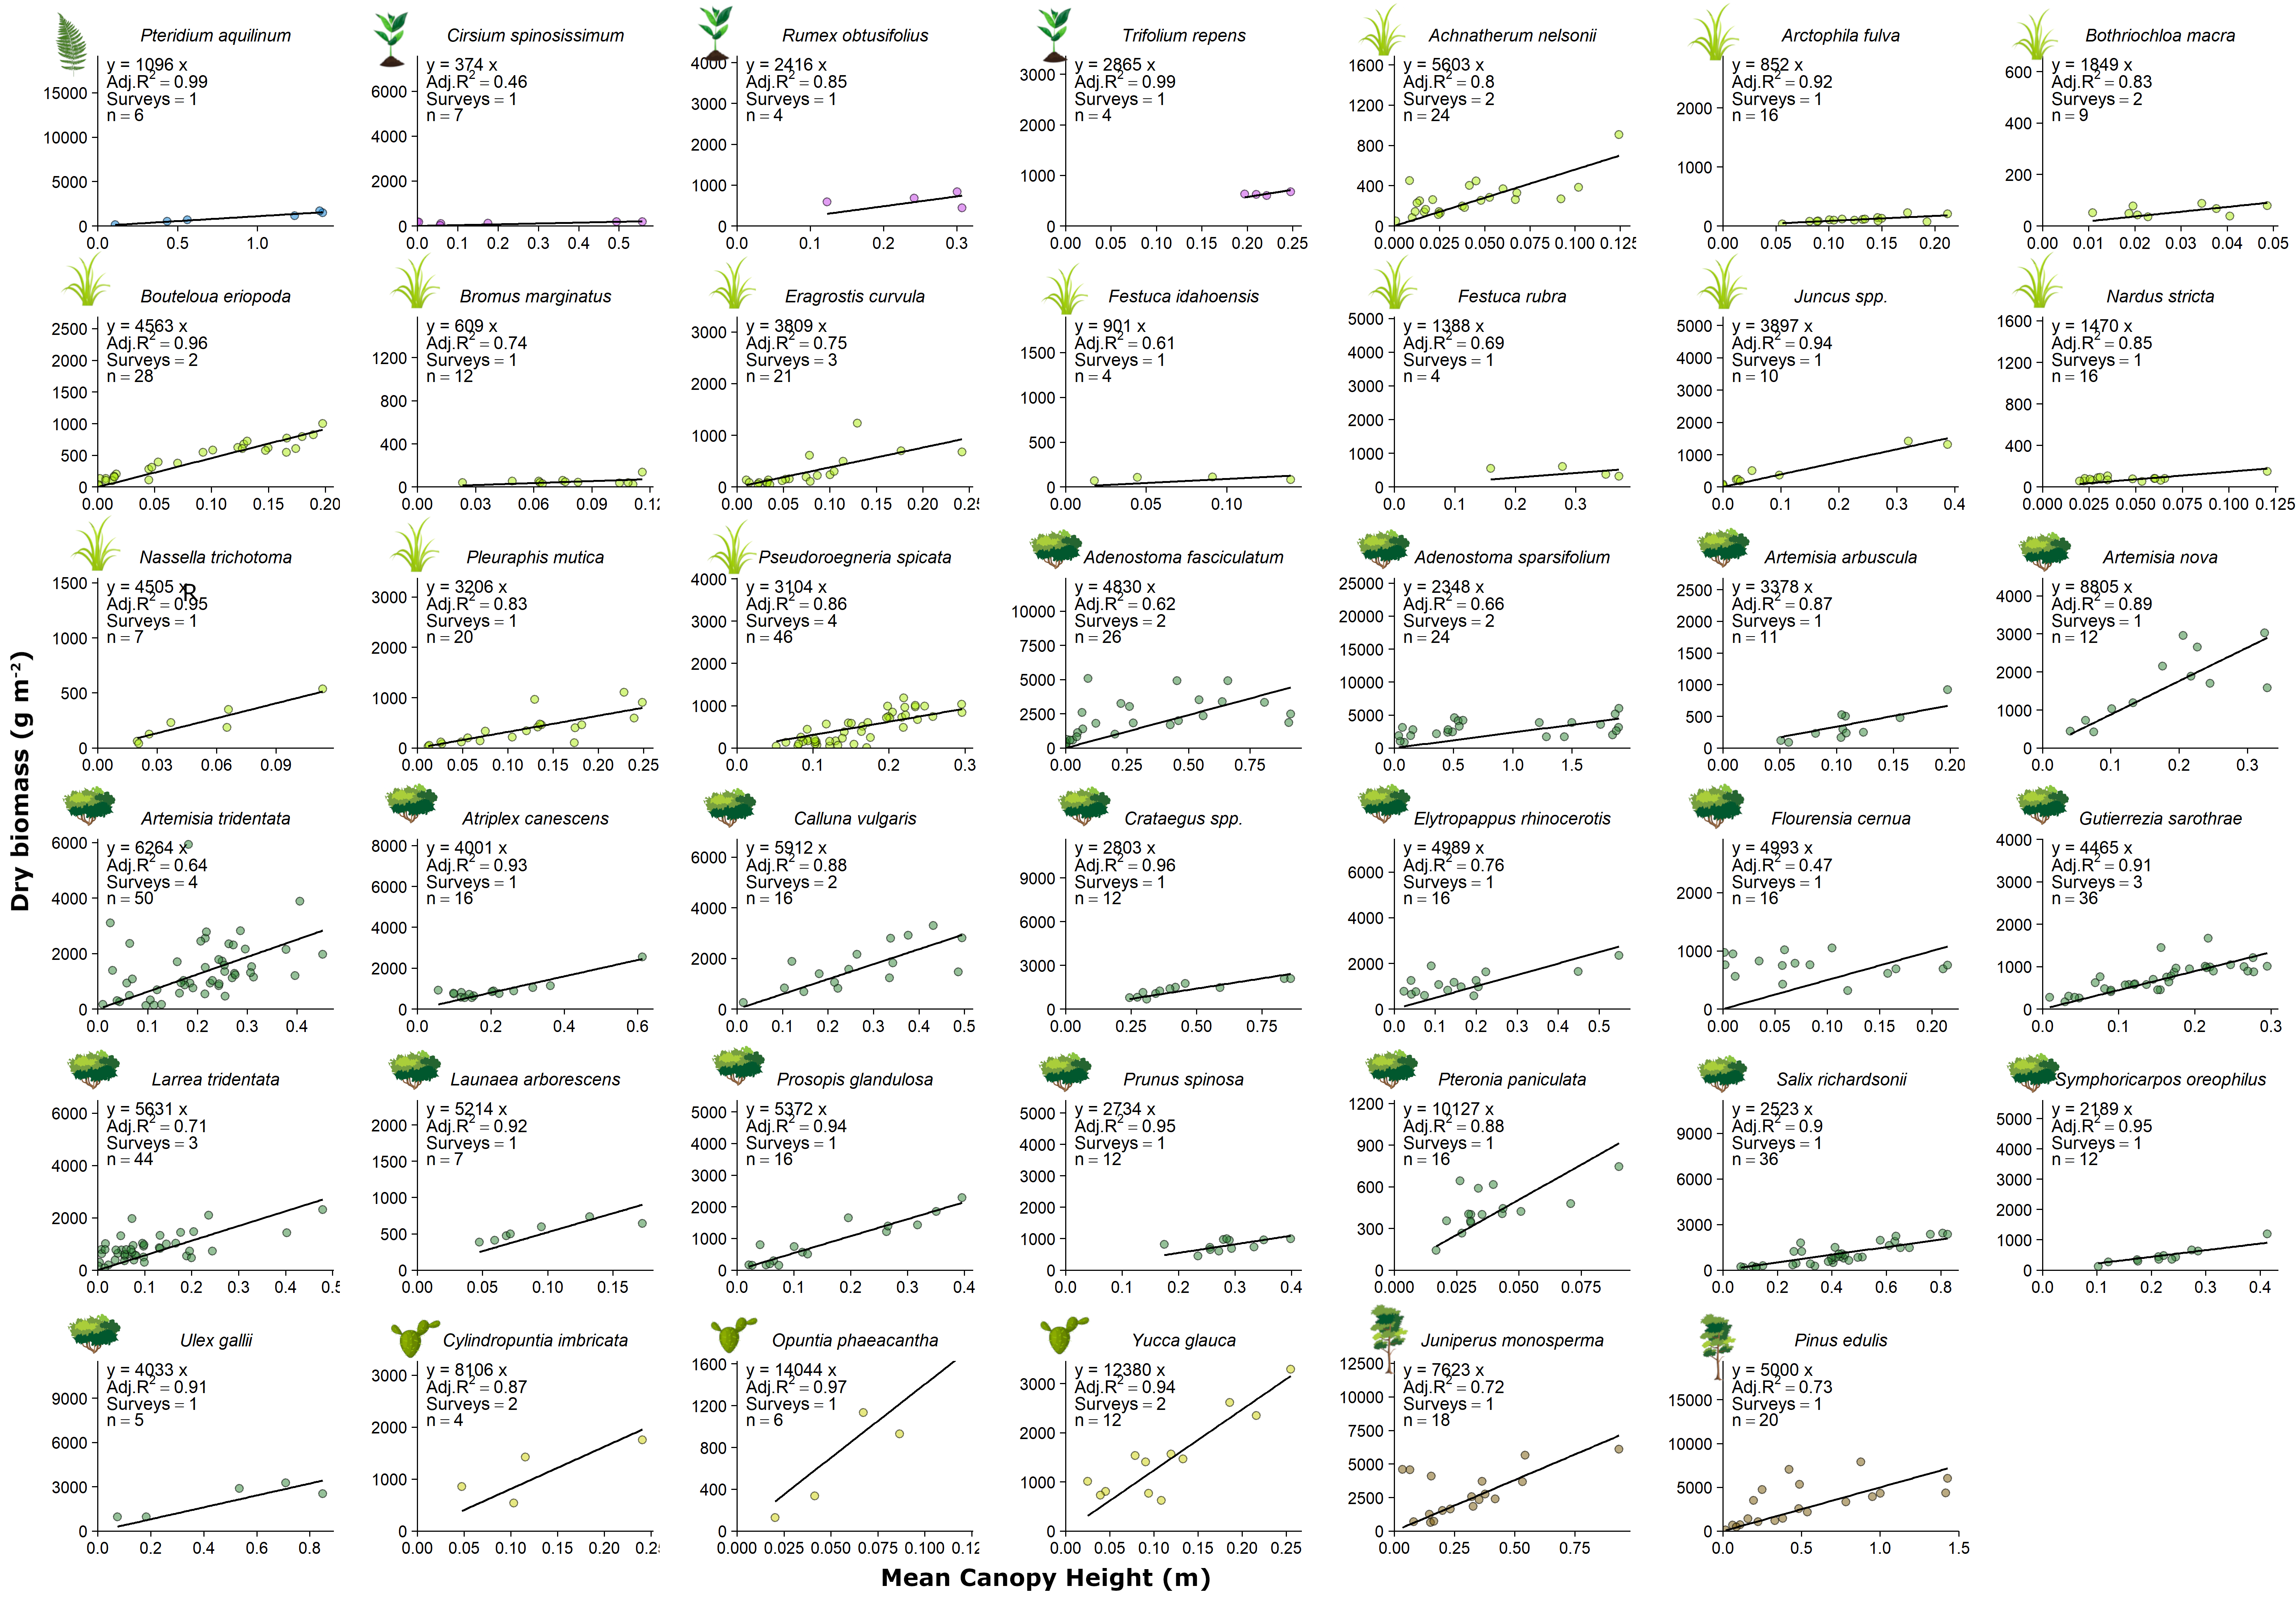 Pteridium aquilinum
y = 1096 x
Adj.R² = 0.99
Surveys = 1
n = 6
15000
10000
5000
0
0.0 0.5 1.0
Cirsium spinosissimum
y = 374 x
Adj.R² = 0.46
Surveys = 1
n = 7
6000
4000
2000
0
0.0 0.1 0.2 0.3 0.4 0.5
Rumex obtusifolius
y = 2416 x
Adj.R² = 0.85
Surveys = 1
n = 4
4000
3000
2000
1000
0
0.0 0.1 0.2 0.3
Trifolium repens
y = 2865 x
Adj.R² = 0.99
Surveys = 1
n = 4
3000
2000
1000
0
0.00 0.05 0.10 0.15 0.20 0.25
Achnatherum nelsonii
y = 5603 x
Adj.R² = 0.8
Surveys = 2
n = 24
1600
1200
800
400
0
0.000 0.025 0.050 0.075 0.100 0.125
Arctophila fulva
y = 852 x
Adj.R² = 0.92
Surveys = 1
n = 16
2000
1000
0
0.00 0.05 0.10 0.15 0.20
Bothriochloa macra
y = 1849 x
Adj.R² = 0.83
Surveys = 2
n = 9
600
400
200
0
0.00 0.01 0.02 0.03 0.04 0.05
Bouteloua eriopoda
y = 4563 x
Adj.R² = 0.96
Surveys = 2
n = 28
2500
2000
1500
1000
500
0
0.00 0.05 0.10 0.15 0.20
Bromus marginatus
y = 609 x
Adj.R² = 0.74
Surveys = 1
n = 12
1200
800
400
0
0.00 0.03 0.06 0.09 0.12
Eragrostis curvula
y = 3809 x
Adj.R² = 0.75
Surveys = 3
n = 21
3000
2000
1000
0
0.00 0.05 0.10 0.15 0.20 0.25
Festuca idahoensis
y = 901 x
Adj.R² = 0.61
Surveys = 1
n = 4
1500
1000
500
0
0.00 0.05 0.10
Festuca rubra
y = 1388 x
Adj.R² = 0.69
Surveys = 1
n = 4
5000
4000
3000
2000
1000
0
0.0 0.1 0.2 0.3
Juncus spp.
y = 3897 x
Adj.R² = 0.94
Surveys = 1
n = 10
5000
4000
3000
2000
1000
0
0.0 0.1 0.2 0.3 0.4
Nardus stricta
y = 1470 x
Adj.R² = 0.85
Surveys = 1
n = 16
1600
1200
800
400
0
0.000 0.025 0.050 0.075 0.100 0.125
Nassella trichotoma
y = 4505 x
R
Adj.R² = 0.95
Surveys = 1
n = 7
1500
1000
500
0
0.00 0.03 0.06 0.09
Pleuraphis mutica
y = 3206 x
Adj.R² = 0.83
Surveys = 1
n = 20
3000
2000
1000
0
0.00 0.05 0.10 0.15 0.20 0.25
Pseudoroegneria spicata
y = 3104 x
Adj.R² = 0.86
Surveys = 4
n = 46
4000
3000
2000
1000
0
0.0 0.1 0.2 0.3
Adenostoma fasciculatum
y = 4830 x
Adj.R² = 0.62
Surveys = 2
n = 26
10000
7500
5000
2500
0
0.00 0.25 0.50 0.75
Adenostoma sparsifolium
y = 2348 x
Adj.R² = 0.66
Surveys = 2
n = 24
25000
20000
15000
10000
5000
0
0.0 0.5 1.0 1.5
Artemisia arbuscula
y = 3378 x
Adj.R² = 0.87
Surveys = 1
n = 11
2500
2000
1500
1000
500
0
0.00 0.05 0.10 0.15 0.20
Artemisia nova
y = 8805 x
Adj.R² = 0.89
Surveys = 1
n = 12
4000
3000
2000
1000
0
0.0 0.1 0.2 0.3
Dry biomass (g m⁻²)
Artemisia tridentata
y = 6264 x
Adj.R² = 0.64
Surveys = 4
n = 50
6000
4000
2000
0
0.0 0.1 0.2 0.3 0.4
Atriplex canescens
y = 4001 x
Adj.R² = 0.93
Surveys = 1
n = 16
8000
6000
4000
2000
0
0.0 0.2 0.4 0.6
Calluna vulgaris
y = 5912 x
Adj.R² = 0.88
Surveys = 2
n = 16
6000
4000
2000
0
0.0 0.1 0.2 0.3 0.4 0.5
Crataegus spp.
y = 2803 x
Adj.R² = 0.96
Surveys = 1
n = 12
9000
6000
3000
0
0.00 0.25 0.50 0.75
Elytropappus rhinocerotis
y = 4989 x
Adj.R² = 0.76
Surveys = 1
n = 16
6000
4000
2000
0
0.0 0.1 0.2 0.3 0.4 0.5
Flourensia cernua
y = 4993 x
Adj.R² = 0.47
Surveys = 1
n = 16
2000
1000
0
0.00 0.05 0.10 0.15 0.20
Gutierrezia sarothrae
y = 4465 x
Adj.R² = 0.91
Surveys = 3
n = 36
4000
3000
2000
1000
0
0.0 0.1 0.2 0.3
Larrea tridentata
y = 5631 x
Adj.R² = 0.71
Surveys = 3
n = 44
6000
4000
2000
0
0.0 0.1 0.2 0.3 0.4 0.5
Launaea arborescens
y = 5214 x
Adj.R² = 0.92
Surveys = 1
n = 7
2000
1500
1000
500
0
0.00 0.05 0.10 0.15
Prosopis glandulosa
y = 5372 x
Adj.R² = 0.94
Surveys = 1
n = 16
5000
4000
3000
2000
1000
0
0.0 0.1 0.2 0.3 0.4
Prunus spinosa
y = 2734 x
Adj.R² = 0.95
Surveys = 1
n = 12
5000
4000
3000
2000
1000
0
0.0 0.1 0.2 0.3 0.4
Pteronia paniculata
y = 10127 x
Adj.R² = 0.88
Surveys = 1
n = 16
1200
900
600
300
0
0.000 0.025 0.050 0.075
Salix richardsonii
y = 2523 x
Adj.R² = 0.9
Surveys = 1
n = 36
9000
6000
3000
0
0.0 0.2 0.4 0.6 0.8
Symphoricarpos oreophilus
y = 2189 x
Adj.R² = 0.95
Surveys = 1
n = 12
5000
4000
3000
2000
1000
0
0.0 0.1 0.2 0.3 0.4
Ulex gallii
y = 4033 x
Adj.R² = 0.91
Surveys = 1
n = 5
9000
6000
3000
0
0.0 0.2 0.4 0.6 0.8
Cylindropuntia imbricata
y = 8106 x
Adj.R² = 0.87
Surveys = 2
n = 4
3000
2000
1000
0
0.00 0.05 0.10 0.15 0.20 0.25
Opuntia phaeacantha
y = 14044 x
Adj.R² = 0.97
Surveys = 1
n = 6
1600
1200
800
400
0
0.000 0.025 0.050 0.075 0.100 0.12
Yucca glauca
y = 12380 x
Adj.R² = 0.94
Surveys = 2
n = 12
3000
2000
1000
0
0.00 0.05 0.10 0.15 0.20 0.25
Juniperus monosperma
y = 7623 x
Adj.R² = 0.72
Surveys = 1
n = 18
12500
10000
7500
5000
2500
0
0.00 0.25 0.50 0.75
Pinus edulis
y = 5000 x
Adj.R² = 0.73
Surveys = 1
n = 20
15000
10000
5000
0
0.0 0.5 1.0 1.5
Mean Canopy Height (m)